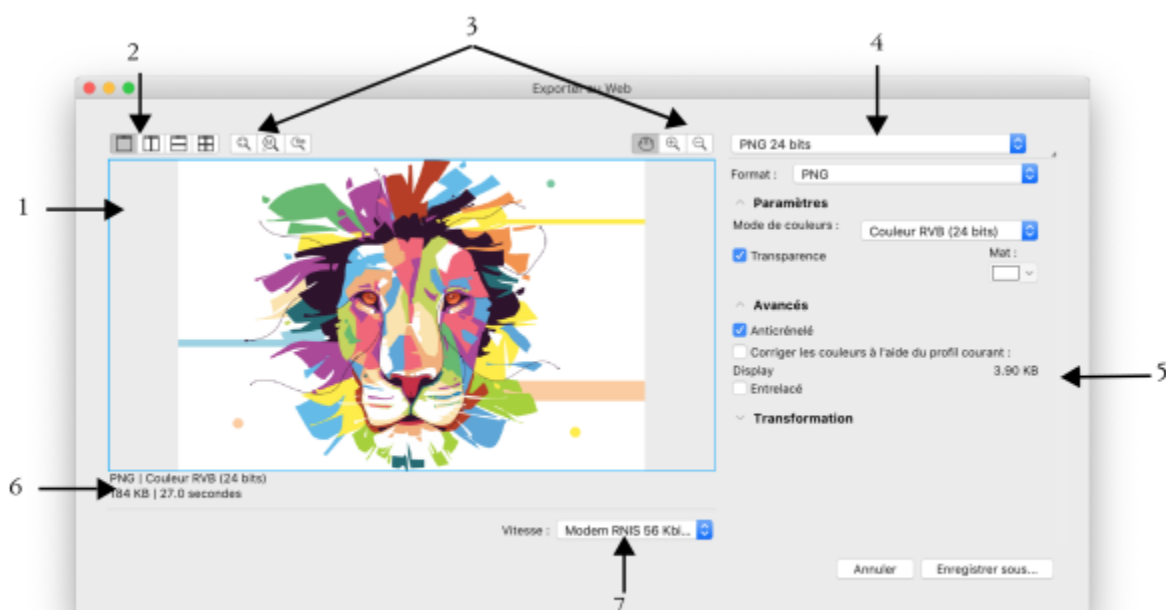 3
2
4
Exporter au Web
PNG 24 bits
Format : PNG
1
Paramètres
Mode de couleurs : Couleur RVB (24 bits)
Transparence
Mat :
Avancés
Anticrénelé
Corriger les couleurs à l'aide du profil courant :
Display 3.90 KB
5
Entrelacé
Transformation
PNG | Couleur RVB (24 bits)
6
184 KB | 27.0 secondes
Vitesse : Modem RNIS 56 Kbi...
Annuler Enregistrer sous...
7